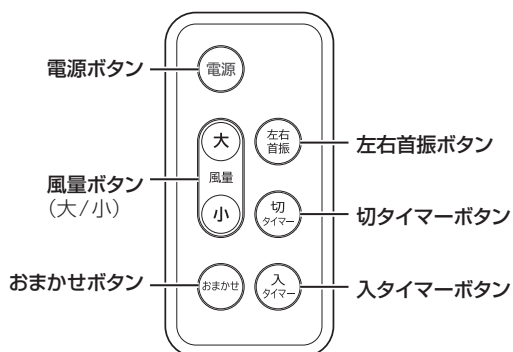 電源ボタン
電源
大
風量
小
左右
首振
左右首振ボタン
風量ボタン
(大/小)
切
タイマー
切タイマーボタン
おまかせボタン
おまかせ
入
タイマー
入タイマーボタン